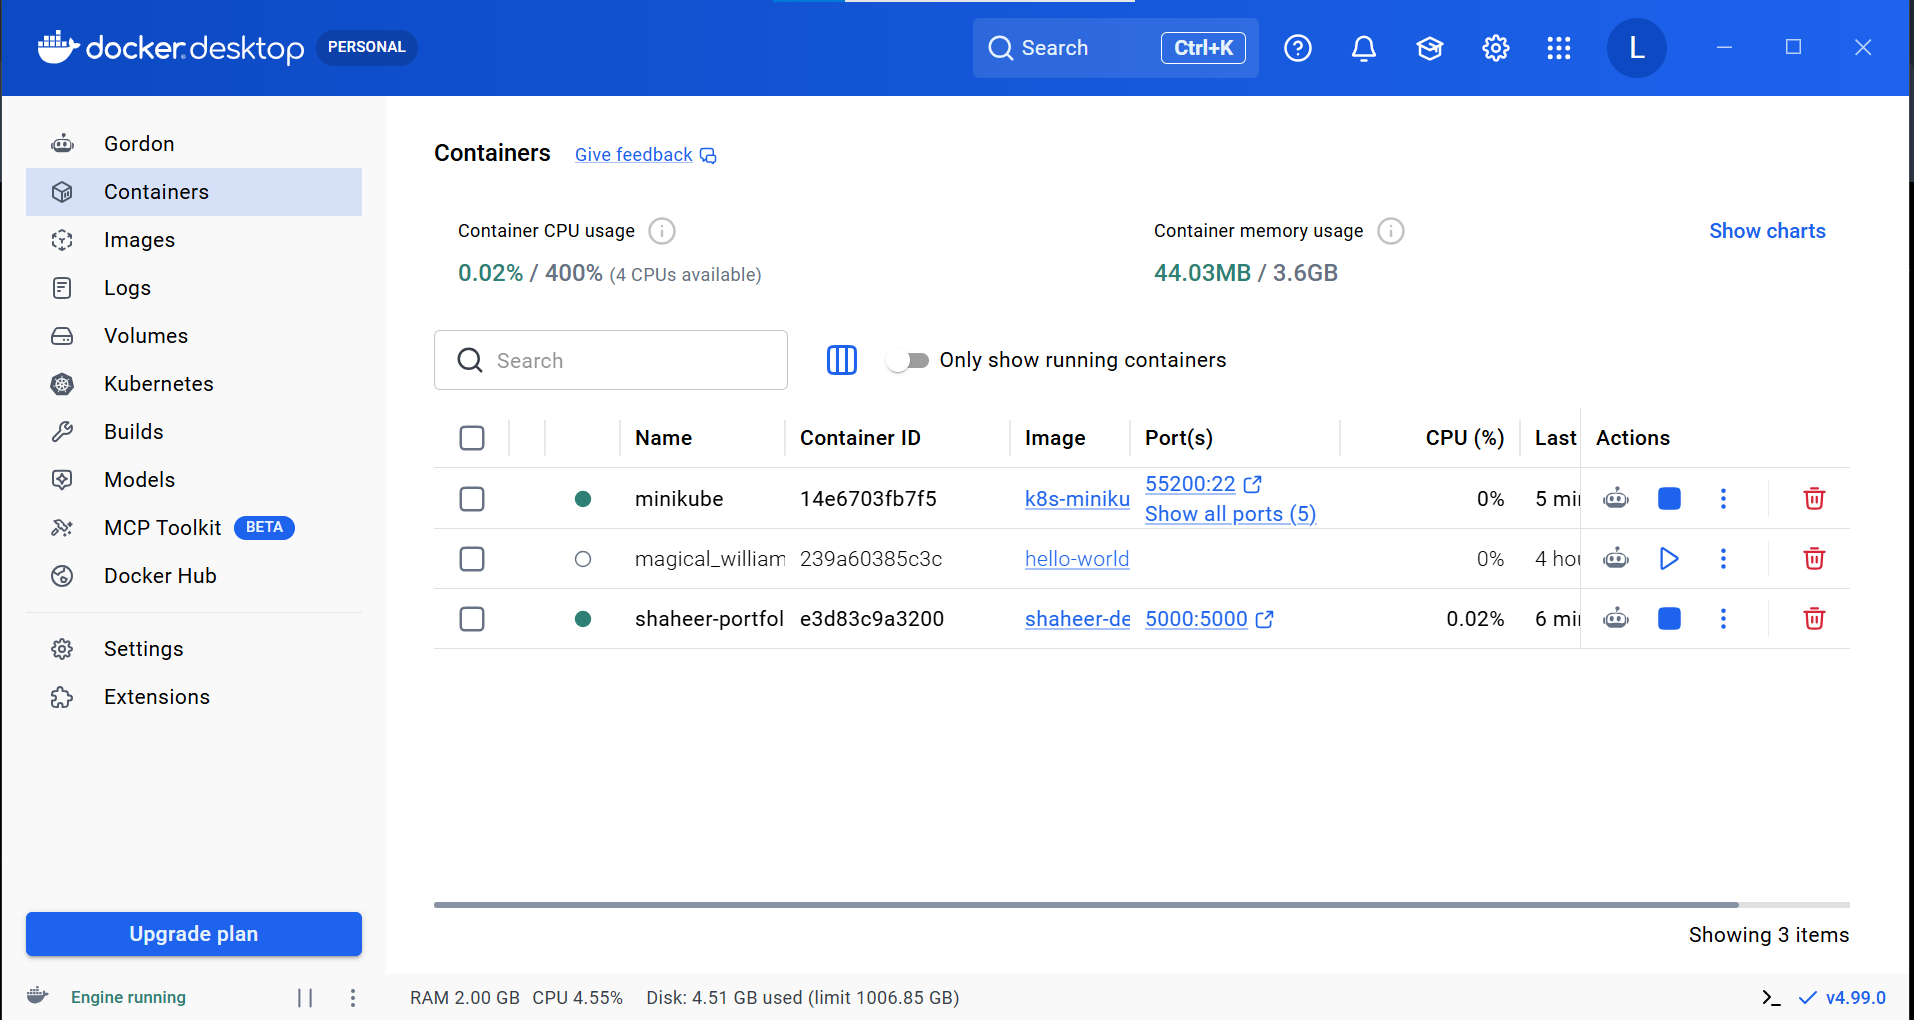 docker desktop PERSONAL
Search Ctrl+K
L
Gordon
Containers
Images
Logs
Volumes
Kubernetes
Builds
Models
MCP Toolkit BETA
Docker Hub
Settings
Extensions
Upgrade plan
Containers Give feedback
Container CPU usage
0.02% / 400% (4 CPUs available)
Container memory usage
44.03MB / 3.6GB
Show charts
Search
Only show running containers
Name Container ID Image Port(s) CPU (%) Last Actions
minikube 14e6703fb7f5 k8s-miniku 55200:22 0% 5 min
Show all ports (5)
magical_william 239a60385c3c hello-world 0% 4 hou
shaheer-portfol e3d83c9a3200 shaheer-de 5000:5000 0.02% 6 min
Showing 3 items
Engine running
RAM 2.00 GB CPU 4.55% Disk: 4.51 GB used (limit 1006.85 GB)
v4.99.0